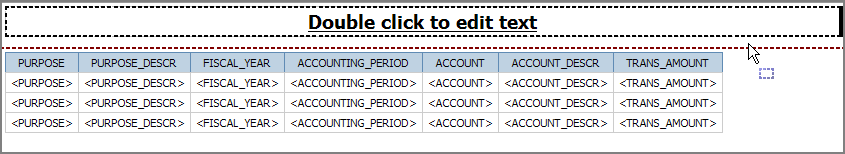 Double click to edit text
PURPOSE PURPOSE_DESCR FISCAL_YEAR ACCOUNTING_PERIOD ACCOUNT ACCOUNT_DESCR TRANS_AMOUNT
<PURPOSE> <PURPOSE_DESCR> <FISCAL_YEAR> <ACCOUNTING_PERIOD> <ACCOUNT> <ACCOUNT_DESCR> <TRANS_AMOUNT>
<PURPOSE> <PURPOSE_DESCR> <FISCAL_YEAR> <ACCOUNTING_PERIOD> <ACCOUNT> <ACCOUNT_DESCR> <TRANS_AMOUNT>
<PURPOSE> <PURPOSE_DESCR> <FISCAL_YEAR> <ACCOUNTING_PERIOD> <ACCOUNT> <ACCOUNT_DESCR> <TRANS_AMOUNT>